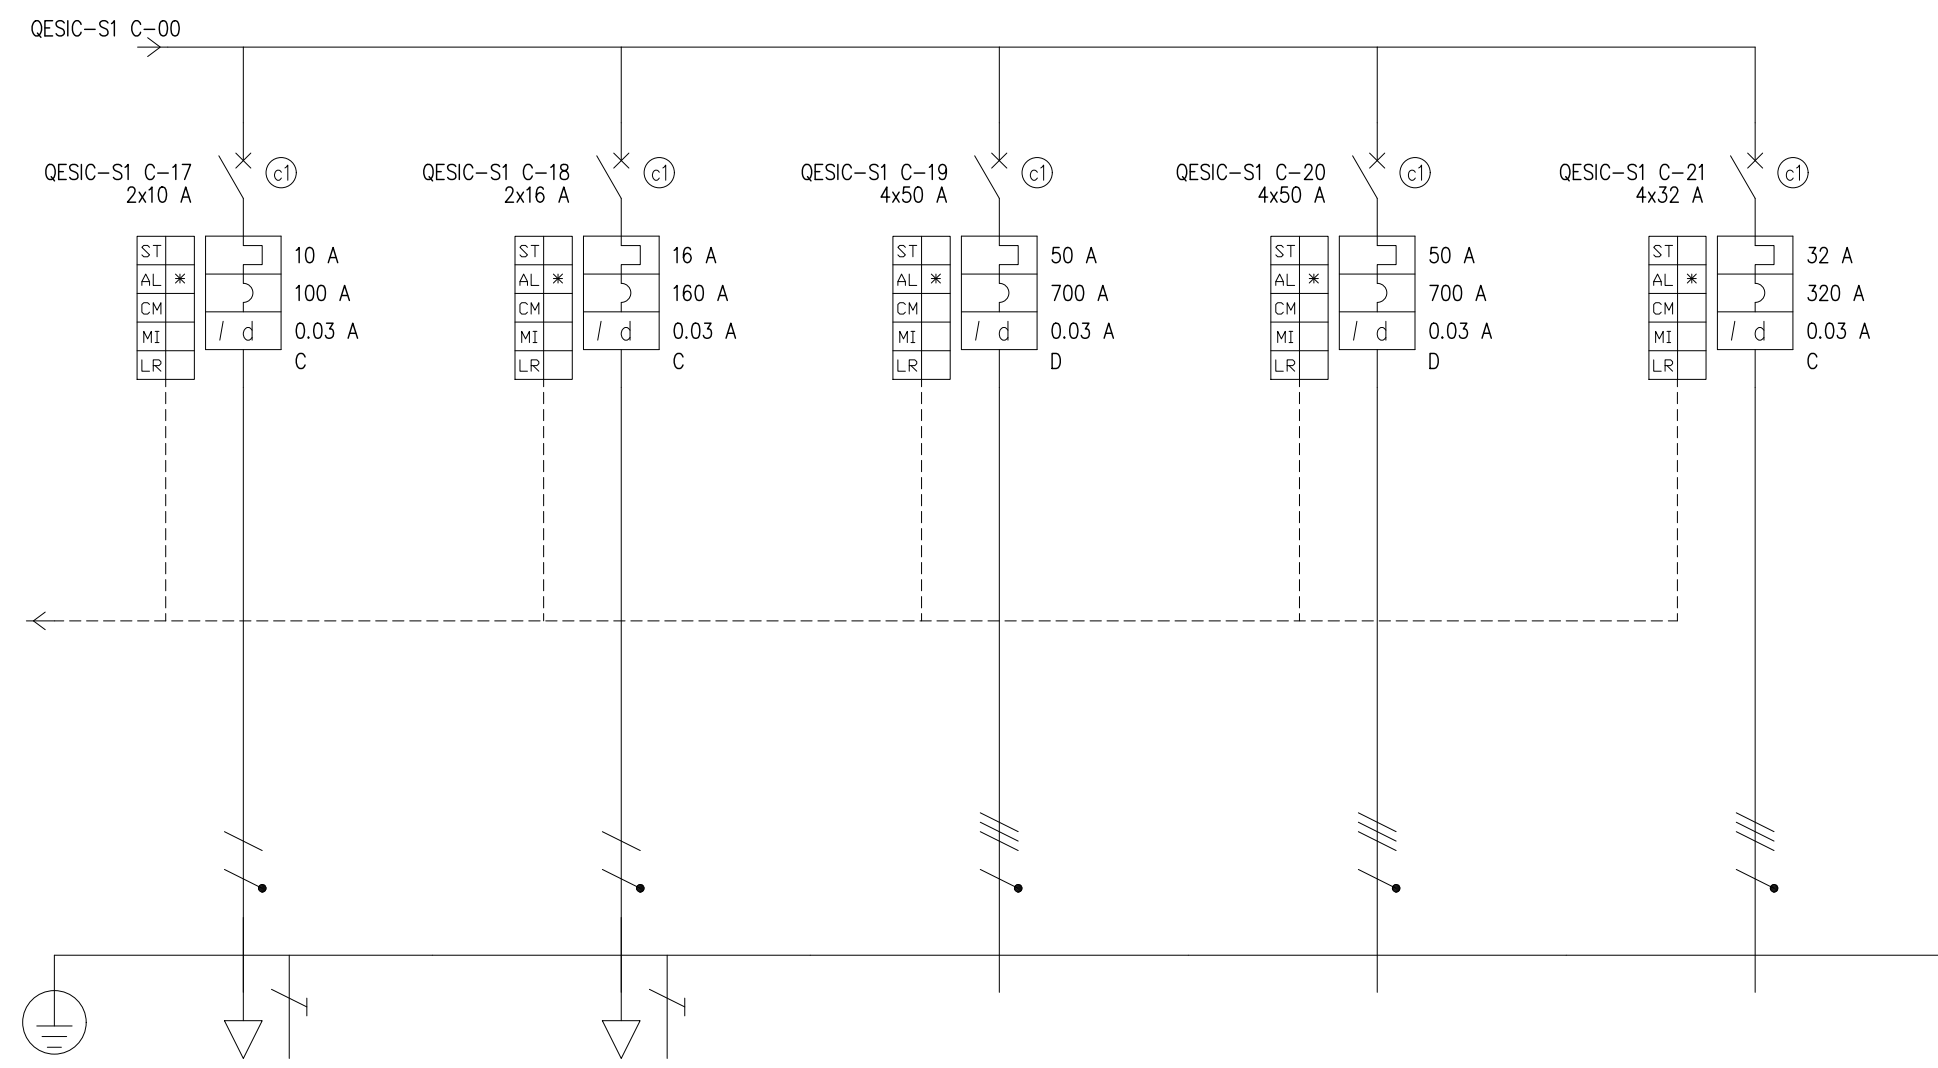 QESIC-S1 C-00
QESIC-S1 C-17
2x10 A
c1
ST
AL *
CM
MI
LR
10 A
100 A
/ d 0.03 A
C
QESIC-S1 C-18
2x16 A
c1
ST
AL *
CM
MI
LR
16 A
160 A
/ d 0.03 A
C
QESIC-S1 C-19
4x50 A
c1
ST
AL *
CM
MI
LR
50 A
700 A
/ d 0.03 A
D
QESIC-S1 C-20
4x50 A
c1
ST
AL *
CM
MI
LR
50 A
700 A
/ d 0.03 A
D
QESIC-S1 C-21
4x32 A
c1
ST
AL *
CM
MI
LR
32 A
320 A
/ d 0.03 A
C